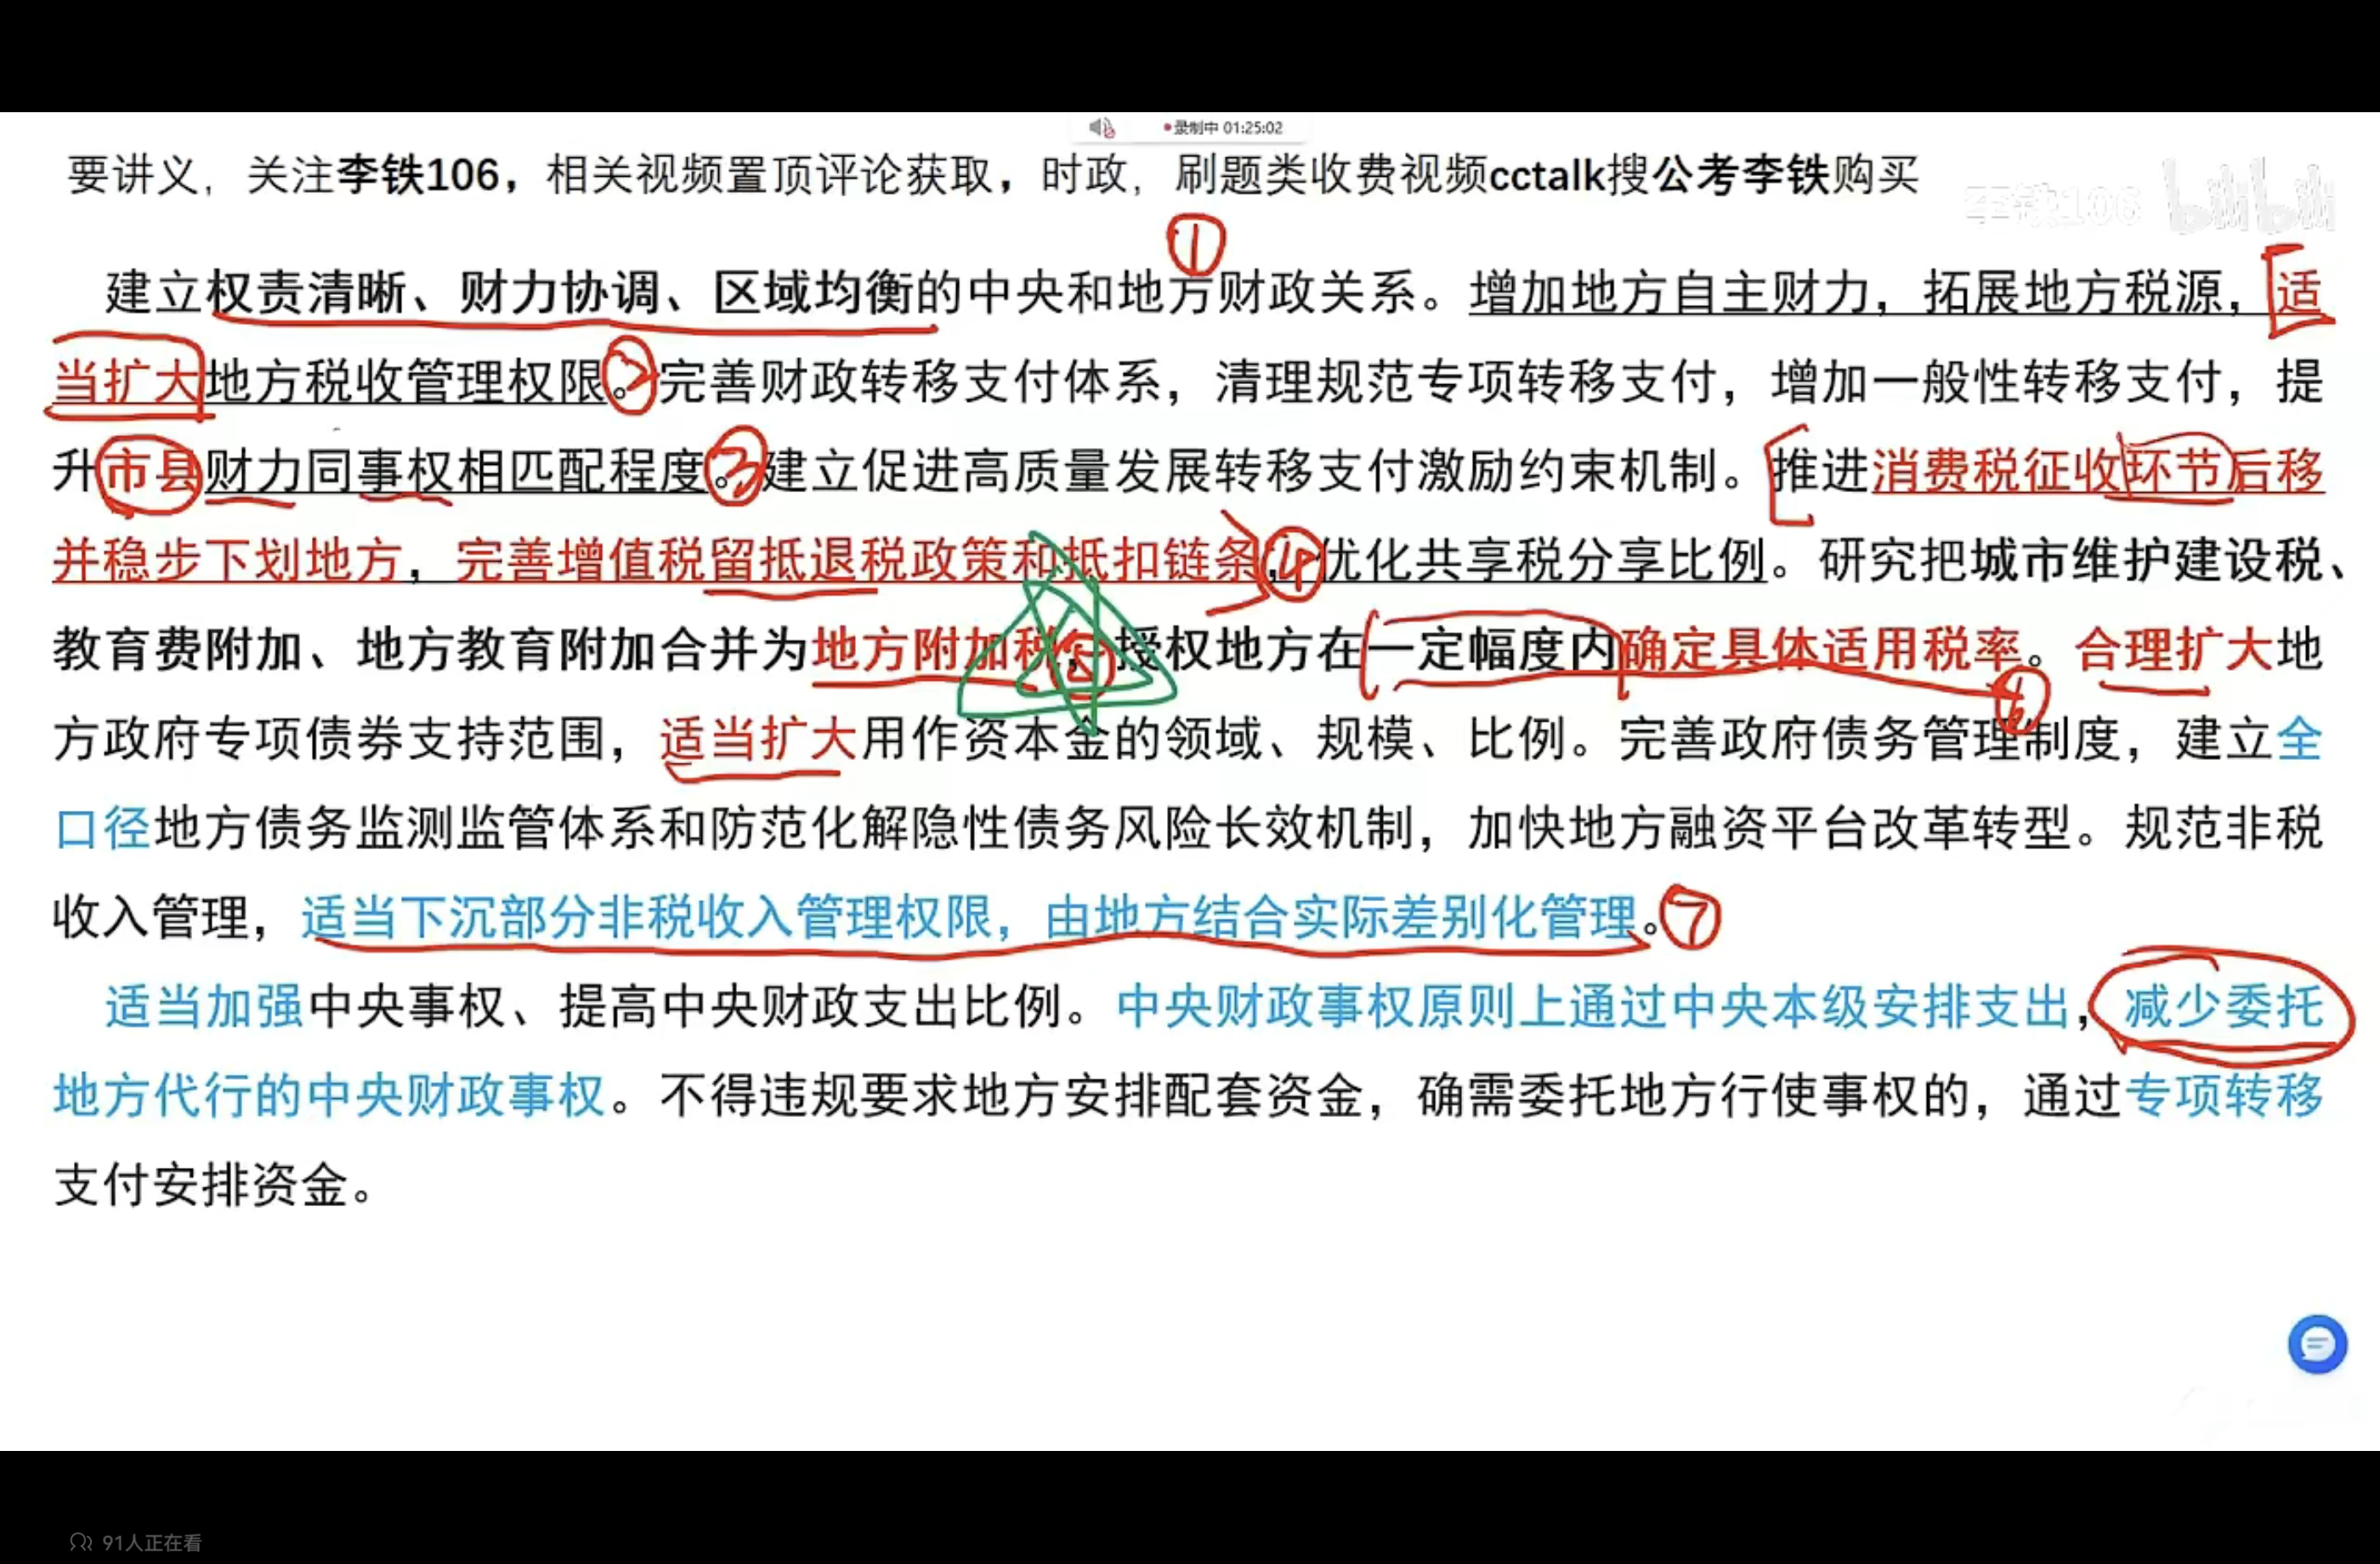 录制中 01:25:02
要讲义，关注李铁106，相关视频置顶评论获取，时政，刷题类收费视频cctalk搜公考李铁购买
李铁106 bilibili
①
建立权责清晰、财力协调、区域均衡的中央和地方财政关系。增加地方自主财力，拓展地方税源，适
当扩大地方税收管理权限。②完善财政转移支付体系，清理规范专项转移支付，增加一般性转移支付，提
升市县财力同事权相匹配程度。③建立促进高质量发展转移支付激励约束机制。推进消费税征收环节后移
并稳步下划地方，完善增值税留抵退税政策和抵扣链条，④优化共享税分享比例。研究把城市维护建设税、
教育费附加、地方教育附加合并为地方附加税，⑤授权地方在一定幅度内确定具体适用税率。合理扩大地
⑥
方政府专项债券支持范围，适当扩大用作资本金的领域、规模、比例。完善政府债务管理制度，建立全
口径地方债务监测监管体系和防范化解隐性债务风险长效机制，加快地方融资平台改革转型。规范非税
收入管理，适当下沉部分非税收入管理权限，由地方结合实际差别化管理。⑦
适当加强中央事权、提高中央财政支出比例。中央财政事权原则上通过中央本级安排支出，减少委托
地方代行的中央财政事权。不得违规要求地方安排配套资金，确需委托地方行使事权的，通过专项转移
支付安排资金。
91人正在看